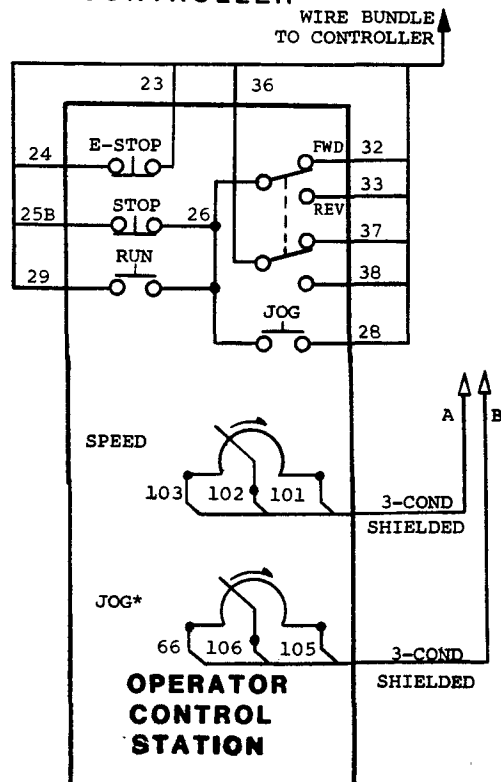 CONTROLLER
WIRE BUNDLE
TO CONTROLLER
23
36
24
E-STOP
FWD
32
25B
STOP
26
REV
33
37
29
RUN
38
JOG
28
A
B
SPEED
103
102
101
3-COND
SHIELDED
JOG*
66
106
105
3-COND
SHIELDED
OPERATOR
CONTROL
STATION